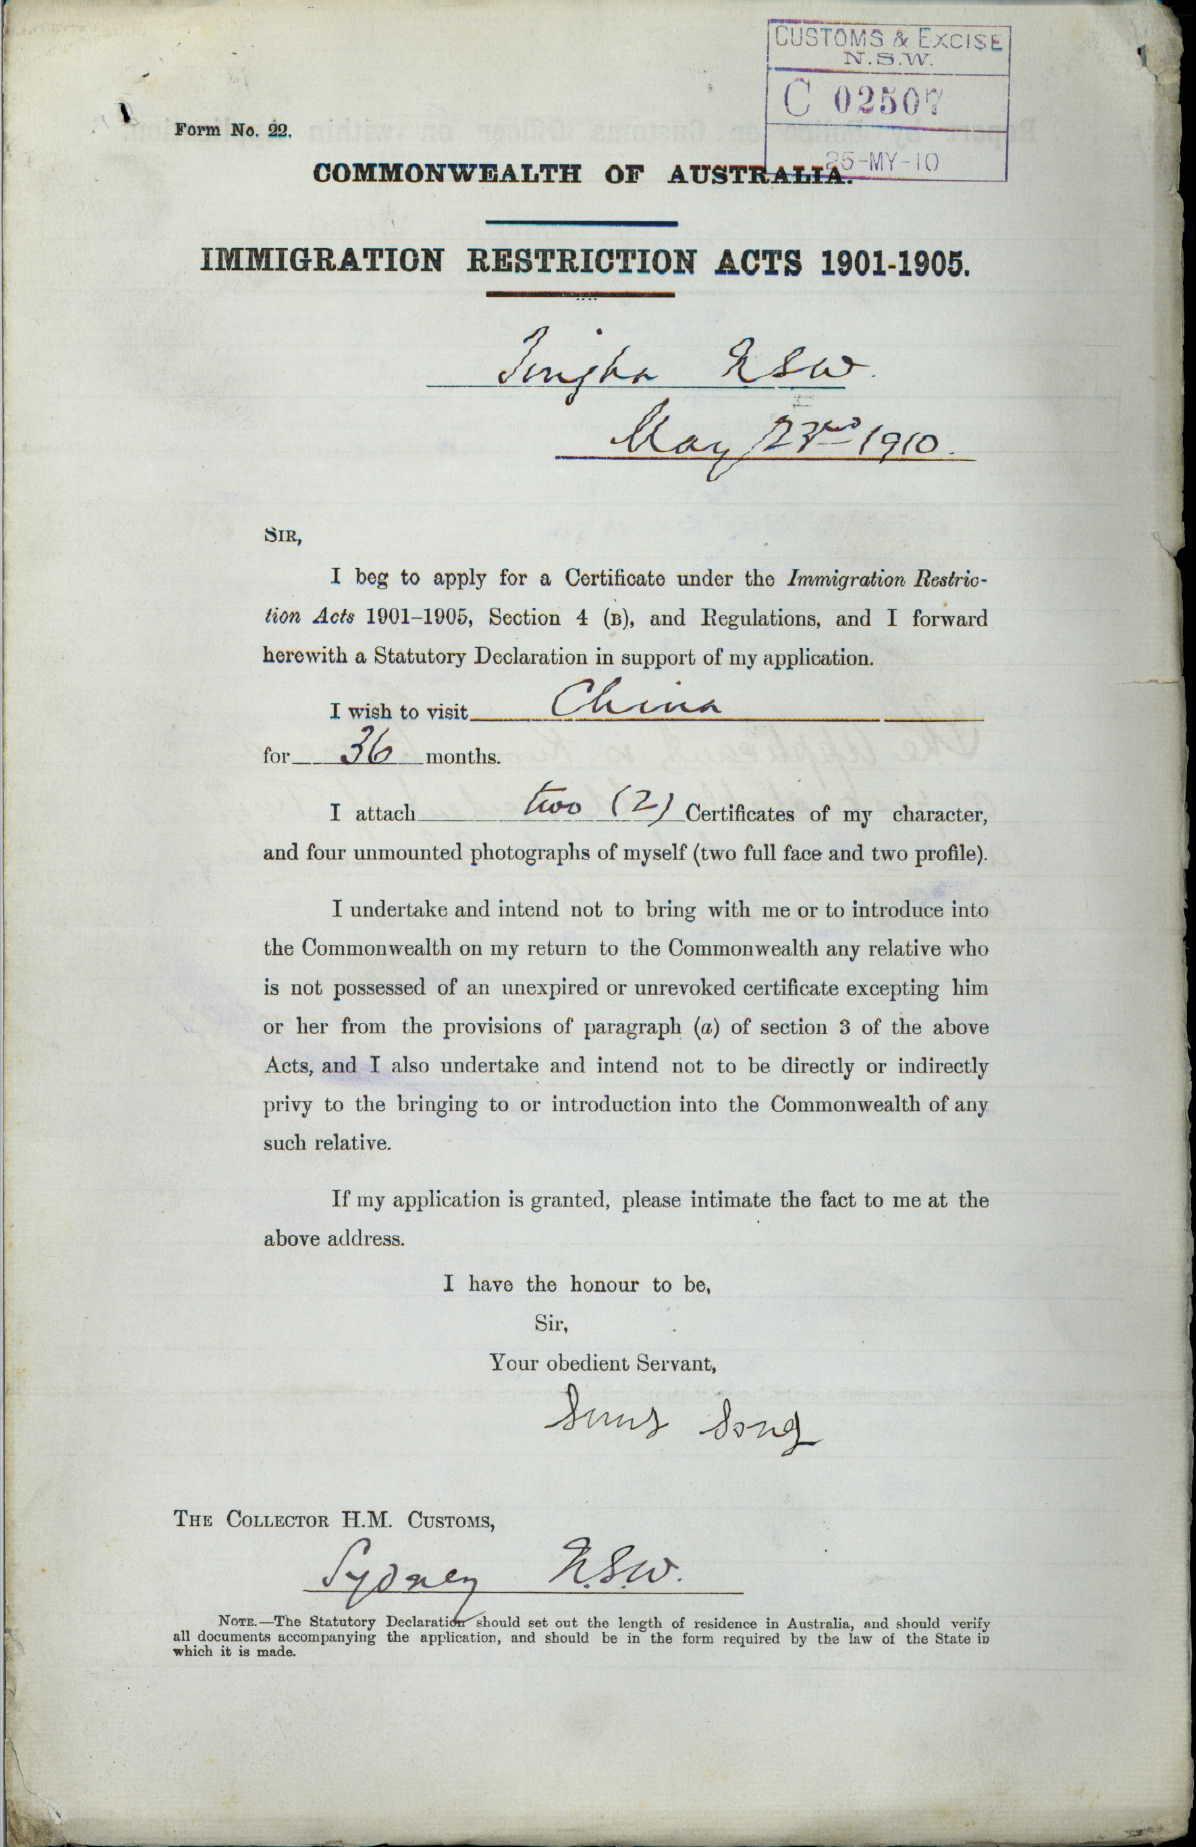 CUSTOMS & EXCISE
N.S.W.
C 02507
25-MY-10
Form No. 22.
COMMONWEALTH OF AUSTRALIA.
IMMIGRATION RESTRICTION ACTS 1901-1905.
Tingha N.S.W.
May 23rd 1910.
SIR,
I beg to apply for a Certificate under the Immigration Restric-
tion Acts 1901-1905, Section 4 (B), and Regulations, and I forward
herewith a Statutory Declaration in support of my application.
I wish to visit China
for 36 months.
I attach two (2) Certificates of my character,
and four unmounted photographs of myself (two full face and two profile).
I undertake and intend not to bring with me or to introduce into
the Commonwealth on my return to the Commonwealth any relative who
is not possessed of an unexpired or unrevoked certificate excepting him
or her from the provisions of paragraph (a) of section 3 of the above
Acts, and I also undertake and intend not to be directly or indirectly
privy to the bringing to or introduction into the Commonwealth of any
such relative.
If my application is granted, please intimate the fact to me at the
above address.
I have the honour to be,
Sir,
Your obedient Servant,
Song
THE COLLECTOR H.M. CUSTOMS,
Sydney N.S.W.
NOTE.—The Statutory Declaration should set out the length of residence in Australia, and should verify
all documents accompanying the application, and should be in the form required by the law of the State in
which it is made.